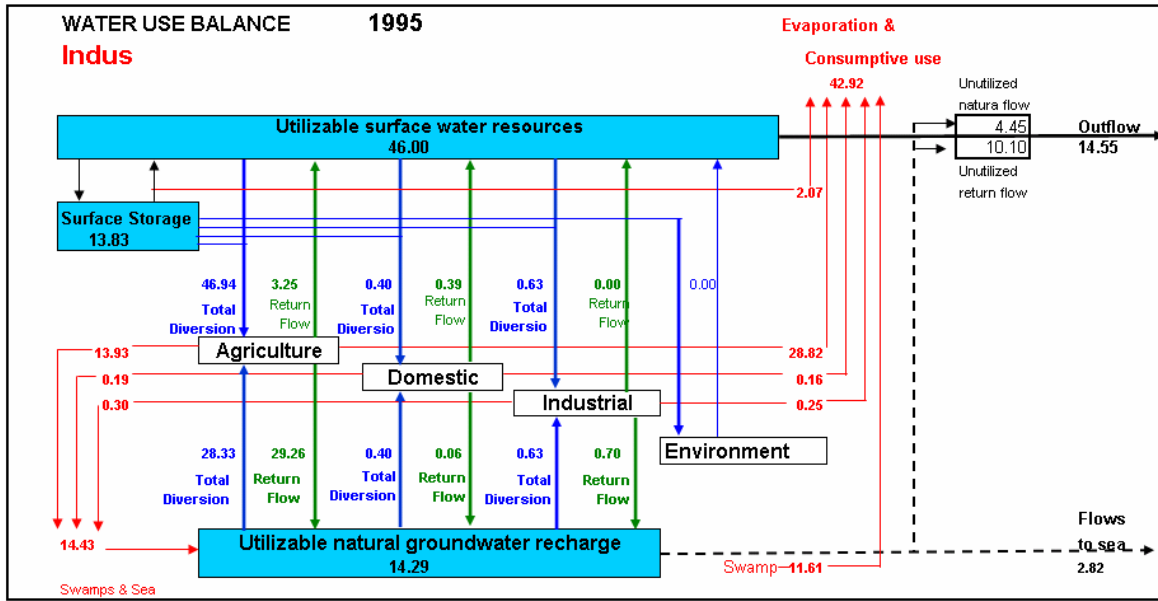 WATER USE BALANCE 1995
Indus
Evaporation &
Consumptive use
42.92
Unutilized
natura flow
4.45
10.10
Unutilized
return flow
Outflow
14.55
Utilizable surface water resources
46.00
2.07
Surface Storage
13.83
46.94
Total
Diversion
3.25
Return
Flow
0.40
Total
Diversio
0.39
Return
Flow
0.63
Total
Diversio
0.00
Return
Flow
0.00
13.93
Agriculture
28.82
0.19
Domestic
0.16
0.30
Industrial
0.25
Environment
28.33
Total
Diversion
29.26
Return
Flow
0.40
Total
Diversion
0.06
Return
Flow
0.63
Total
Diversion
0.70
Return
Flow
14.43
Swamps & Sea
Utilizable natural groundwater recharge
14.29
Swamp 11.61
Flows
to sea
2.82